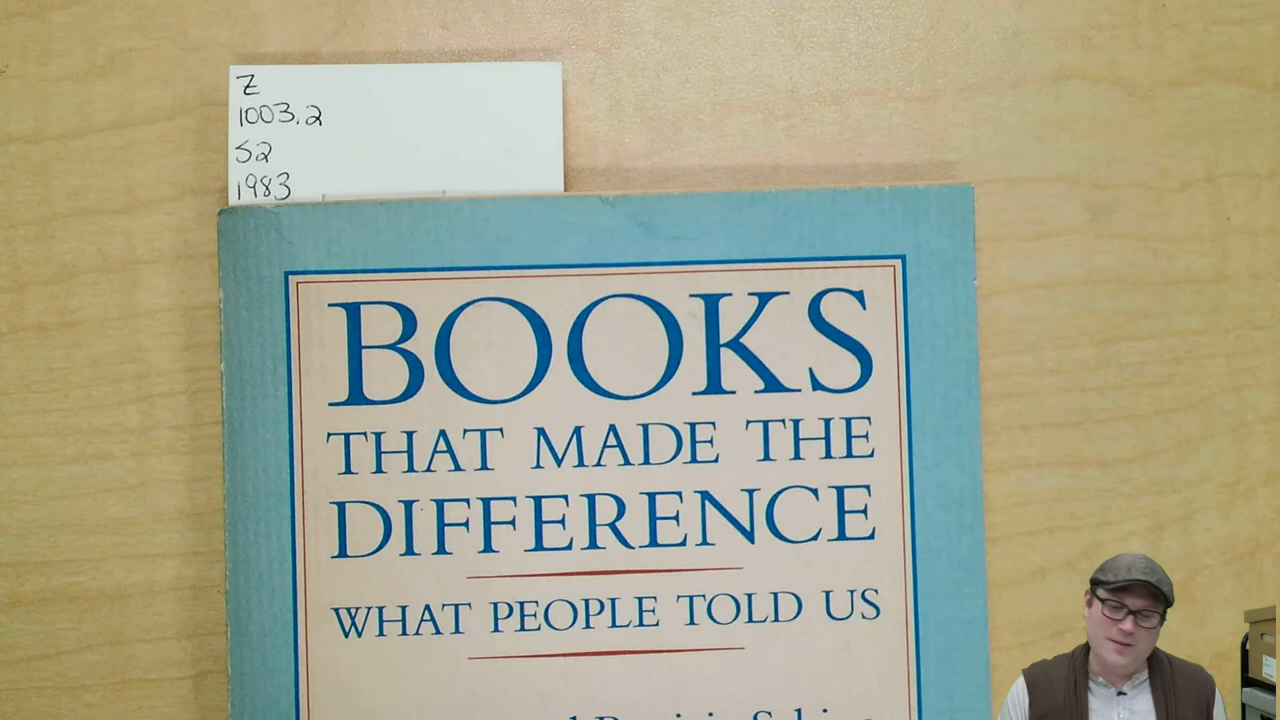 Z
1003.2
S2
1983
BOOKS
THAT MADE THE
DIFFERENCE
WHAT PEOPLE TOLD US